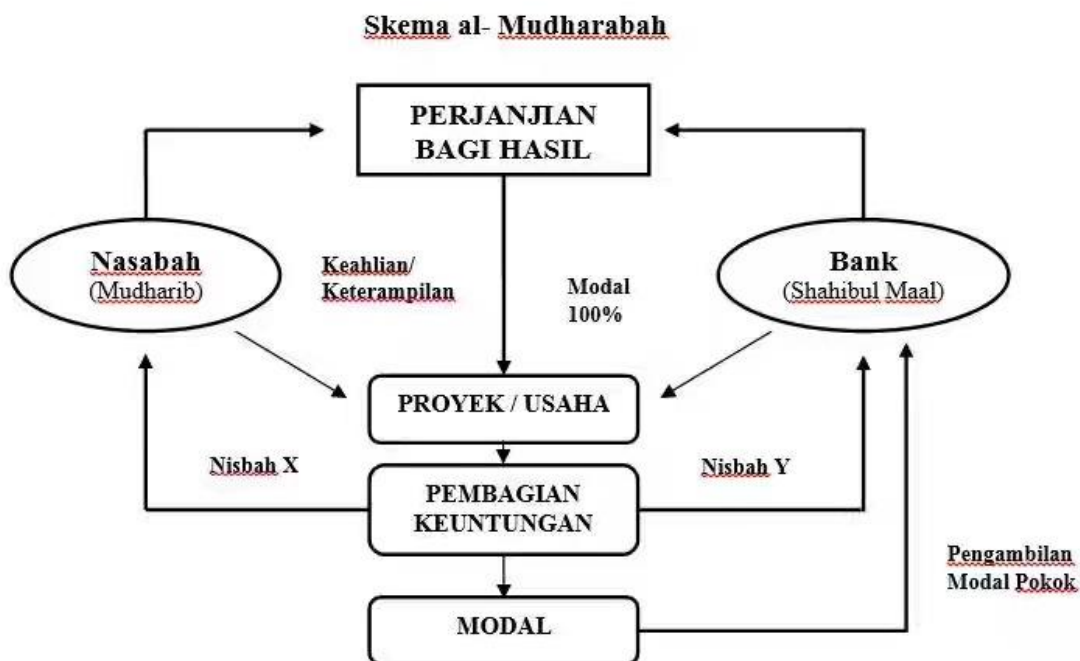 Skema al- Mudharabah
PERJANJIAN
BAGI HASIL
Nasabah
(Mudharib)
Keahlian/
Keterampilan
Modal
100%
Bank
(Shahibul Maal)
PROYEK / USAHA
Nisbah X
Nisbah Y
PEMBAGIAN
KEUNTUNGAN
Pengambilan
Modal Pokok
MODAL